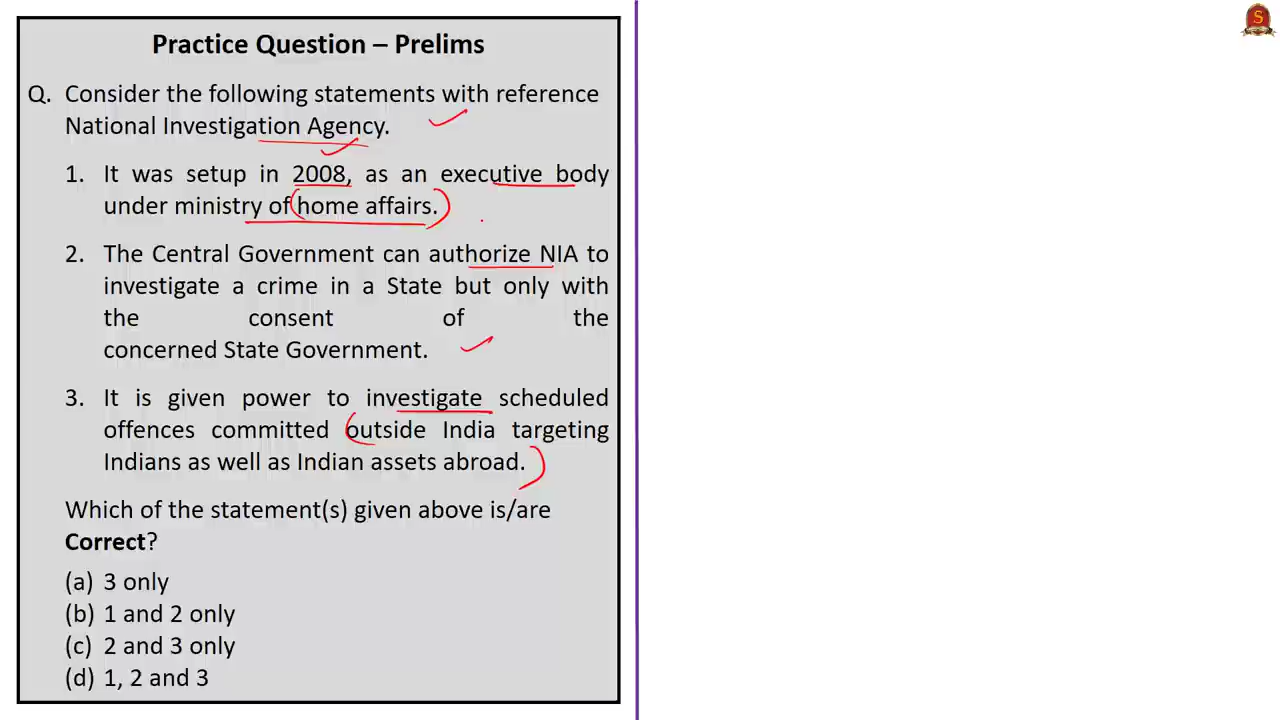 Practice Question – Prelims
Q. Consider the following statements with reference
National Investigation Agency.
1. It was setup in 2008, as an executive body
under ministry of home affairs.
2. The Central Government can authorize NIA to
investigate a crime in a State but only with
the consent of the
concerned State Government.
3. It is given power to investigate scheduled
offences committed outside India targeting
Indians as well as Indian assets abroad.
Which of the statement(s) given above is/are
Correct?
(a) 3 only
(b) 1 and 2 only
(c) 2 and 3 only
(d) 1, 2 and 3
S